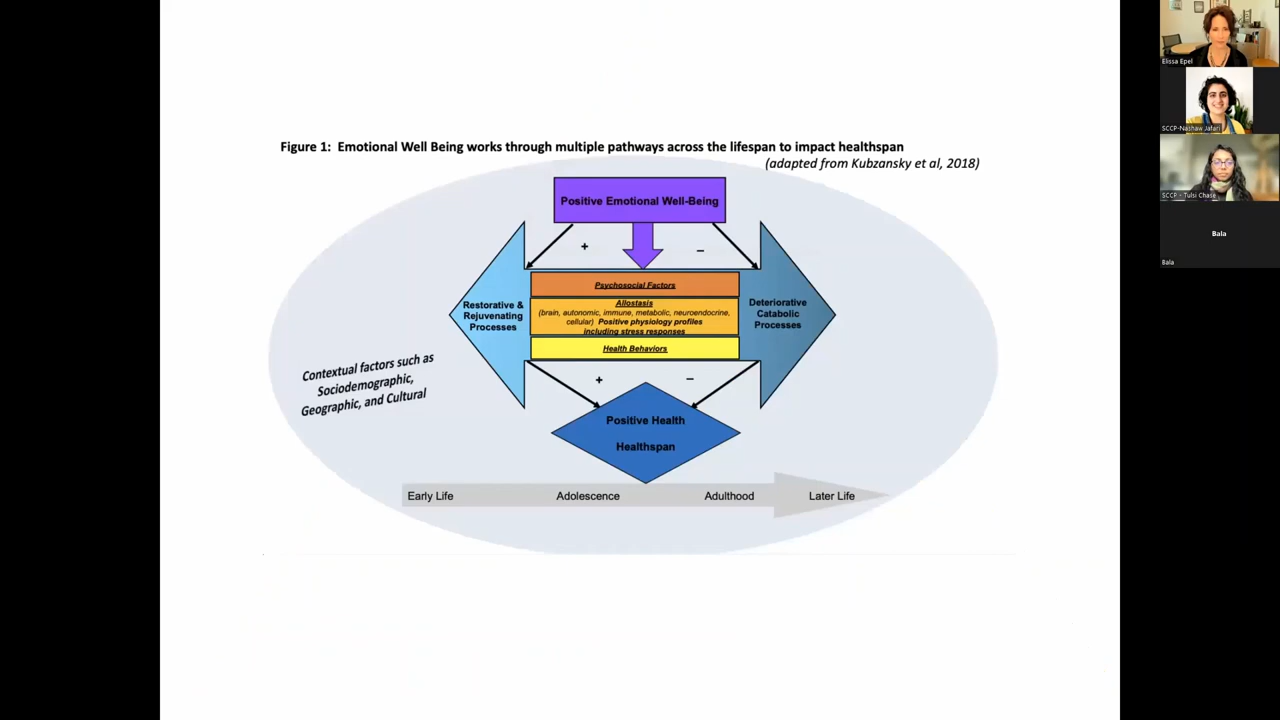 Figure 1: Emotional Well Being works through multiple pathways across the lifespan to impact healthspan
(adapted from Kubzansky et al, 2018)
Positive Emotional Well-Being
+
–
Restorative &
Rejuvenating
Processes
Psychosocial Factors
Allostasis
(brain, autonomic, immune, metabolic, neuroendocrine,
cellular) Positive physiology profiles
including stress responses
Health Behaviors
Deteriorative
Catabolic
Processes
Contextual factors such as
Sociodemographic,
Geographic, and Cultural
+
–
Positive Health
Healthspan
Early Life
Adolescence
Adulthood
Later Life
Elissa Epel
SCCP-Nashaw Jafari
SCCP - Tulsi Chase
Bala
Bala